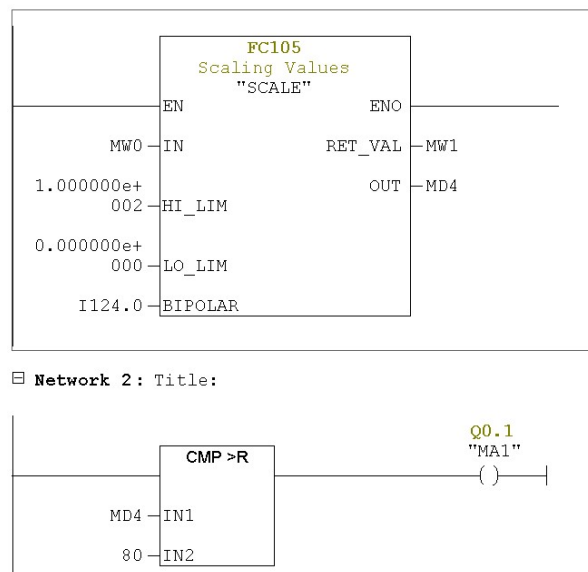 FC105
Scaling Values
"SCALE"
EN ENO
MW0 IN RET_VAL MW1
1.000000e+ OUT MD4
002 HI_LIM
0.000000e+
000 LO_LIM
I124.0 BIPOLAR
Network 2: Title:
Q0.1
CMP >R "MA1"
MD4 IN1
80 IN2